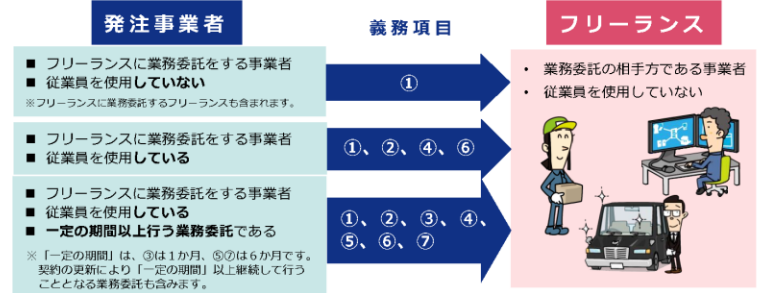 発注事業者
義務項目
フリーランス
■ フリーランスに業務委託をする事業者
■ 従業員を使用していない
※フリーランスに業務委託するフリーランスも含まれます。
①
■ フリーランスに業務委託をする事業者
■ 従業員を使用している
①、②、④、⑥
■ フリーランスに業務委託をする事業者
■ 従業員を使用している
■ 一定の期間以上行う業務委託である
※「一定の期間」は、③は１か月、⑤⑦は６か月です。
契約の更新により「一定の期間」以上継続して行う
こととなる業務委託も含みます。
①、②、③、④、
⑤、⑥、⑦
・ 業務委託の相手方である事業者
・ 従業員を使用していない